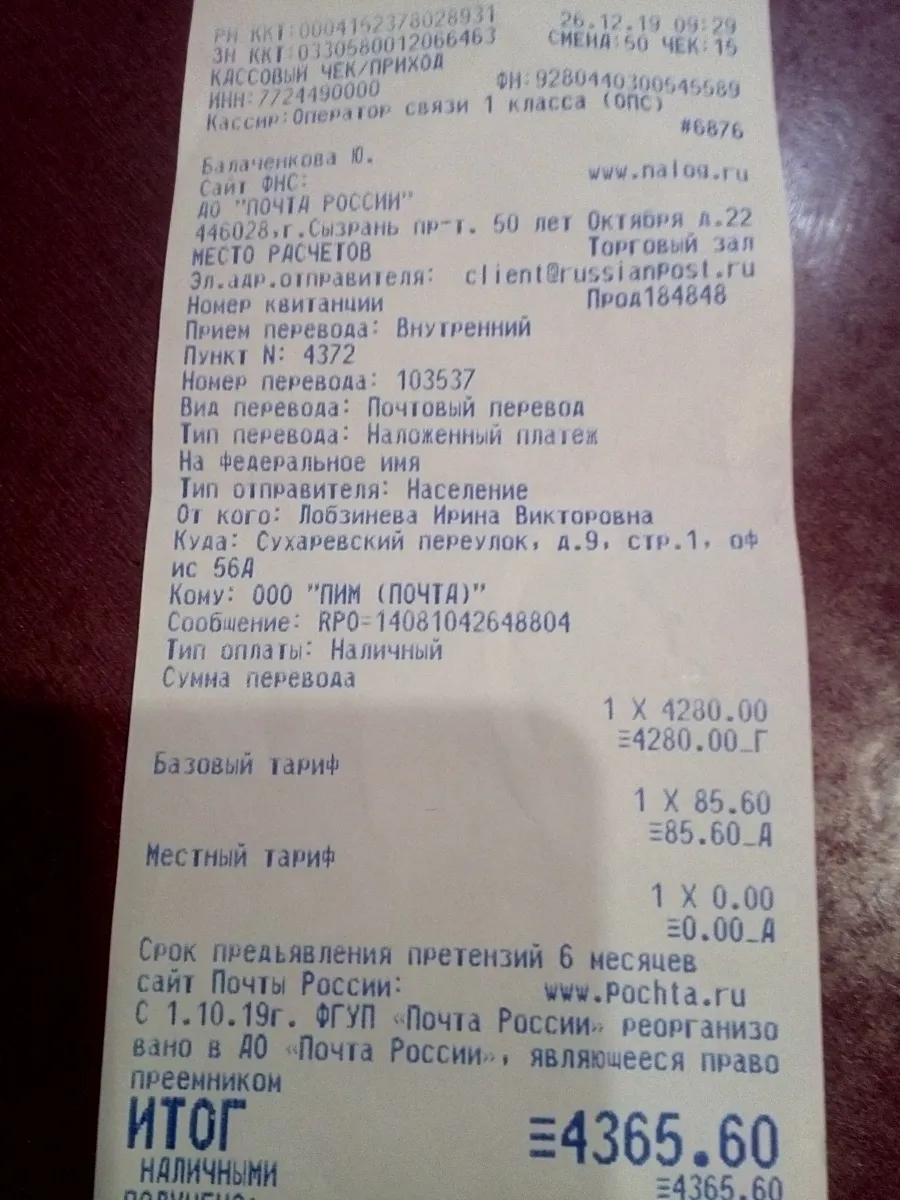 РН ККТ:0004152378028931 26.12.19 09:29
ЗН ККТ:0330580012066463 СМЕНА:50 ЧЕК:15
КАССОВЫЙ ЧЕК/ПРИХОД
ИНН:7724490000 ФН:9280440300545589
Кассир:Оператор связи 1 класса (ОПС)
#6876
Балаченкова Ю.
Сайт ФНС: www.nalog.ru
АО "ПОЧТА РОССИИ"
446028,г.Сызрань пр-т. 50 лет Октября д.22
МЕСТО РАСЧЕТОВ Торговый зал
Эл.адр.отправителя: client@russianpost.ru
Номер квитанции Прод184848
Прием перевода: Внутренний
Пункт N: 4372
Номер перевода: 103537
Вид перевода: Почтовый перевод
Тип перевода: Наложенный платеж
На федеральное имя
Тип отправителя: Население
От кого: Лобзинева Ирина Викторовна
Куда: Сухаревский переулок, д.9, стр.1, оф
ис 56А
Кому: ООО "ПИМ (ПОЧТА)"
Сообщение: RPO=14081042648804
Тип оплаты: Наличный
Сумма перевода
1 X 4280.00
≡4280.00_Г
Базовый тариф
1 X 85.60
≡85.60_А
Местный тариф
1 X 0.00
≡0.00_А
Срок предьявления претензий 6 месяцев
сайт Почты России: www.Pochta.ru
С 1.10.19г. ФГУП «Почта России» реорганизо
вано в АО «Почта России», являющееся право
преемником
ИТОГ ≡4365.60
НАЛИЧНЫМИ ≡4365.60
ПОЛУЧЕНО: